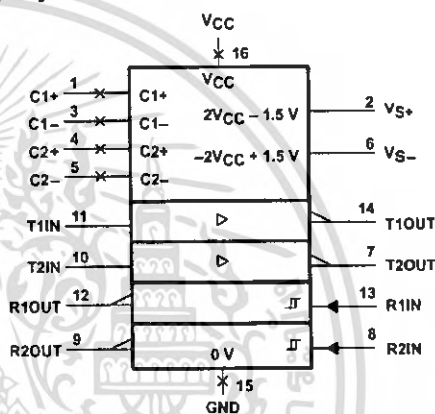 VCC
16
VCC
1
C1+ C1+
3
C1− C1−
2VCC − 1.5 V
2
VS+
4
C2+ C2+
5
C2− C2−
−2VCC + 1.5 V
6
VS−
T1IN 11
14
T1OUT
T2IN 10
7
T2OUT
R1OUT 12
13
R1IN
R2OUT 9
8
R2IN
0 V
15
GND